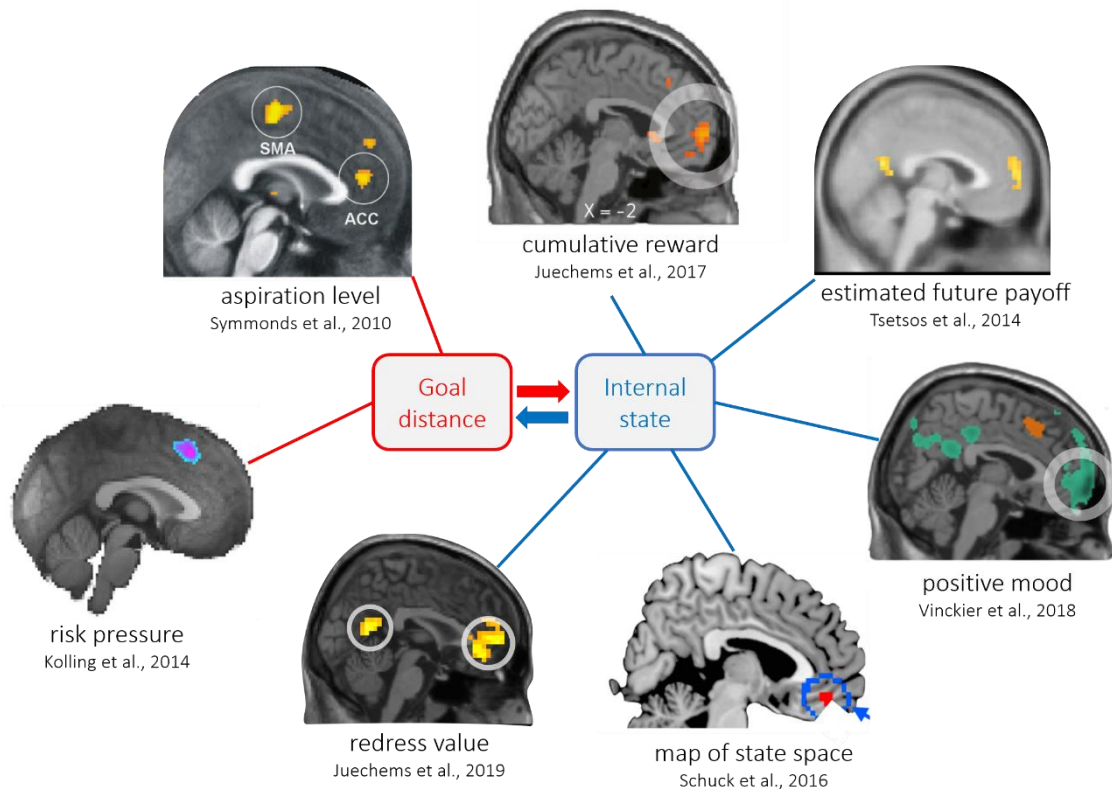 SMA
ACC
aspiration level
Symmonds et al., 2010
X = -2
cumulative reward
Juechems et al., 2017
estimated future payoff
Tsetsos et al., 2014
Goal
distance
Internal
state
risk pressure
Kolling et al., 2014
positive mood
Vinckier et al., 2018
redress value
Juechems et al., 2019
map of state space
Schuck et al., 2016